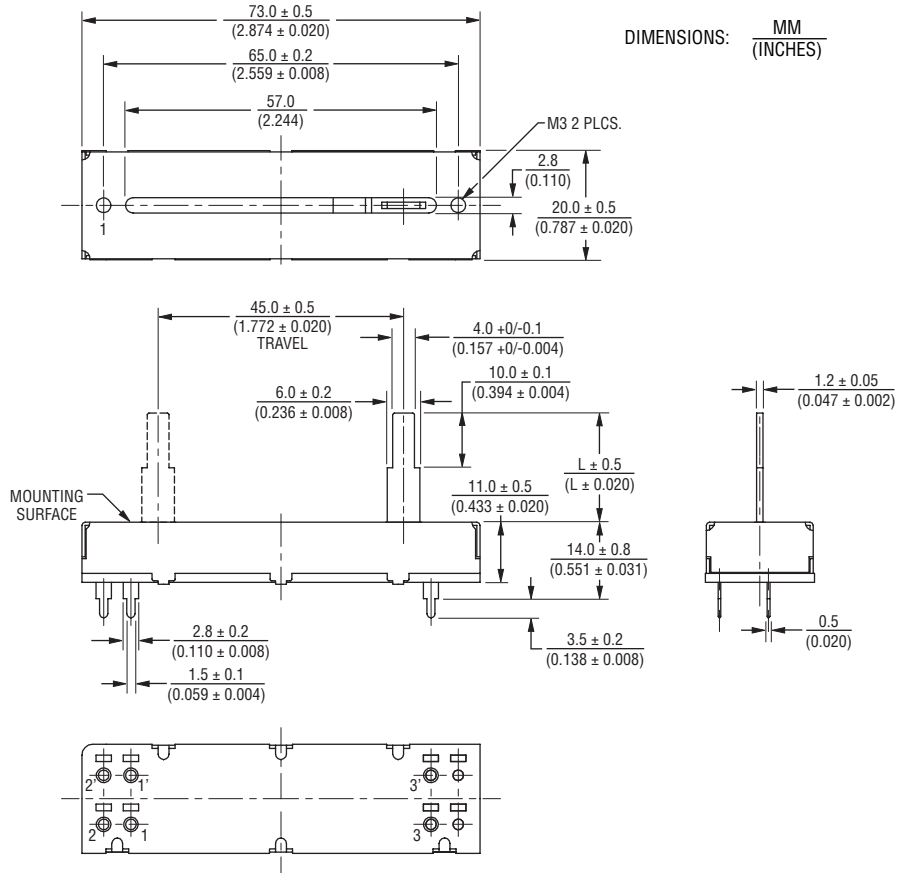 73.0 ± 0.5
(2.874 ± 0.020)
DIMENSIONS:
MM
(INCHES)
65.0 ± 0.2
(2.559 ± 0.008)
57.0
(2.244)
M3 2 PLCS.
2.8
(0.110)
20.0 ± 0.5
(0.787 ± 0.020)
1
45.0 ± 0.5
(1.772 ± 0.020)
TRAVEL
4.0 +0/-0.1
(0.157 +0/-0.004)
10.0 ± 0.1
(0.394 ± 0.004)
6.0 ± 0.2
(0.236 ± 0.008)
1.2 ± 0.05
(0.047 ± 0.002)
L ± 0.5
(L ± 0.020)
11.0 ± 0.5
(0.433 ± 0.020)
MOUNTING
SURFACE
14.0 ± 0.8
(0.551 ± 0.031)
2.8 ± 0.2
(0.110 ± 0.008)
3.5 ± 0.2
(0.138 ± 0.008)
0.5
(0.020)
1.5 ± 0.1
(0.059 ± 0.004)
2' 1' 3'
2 1 3